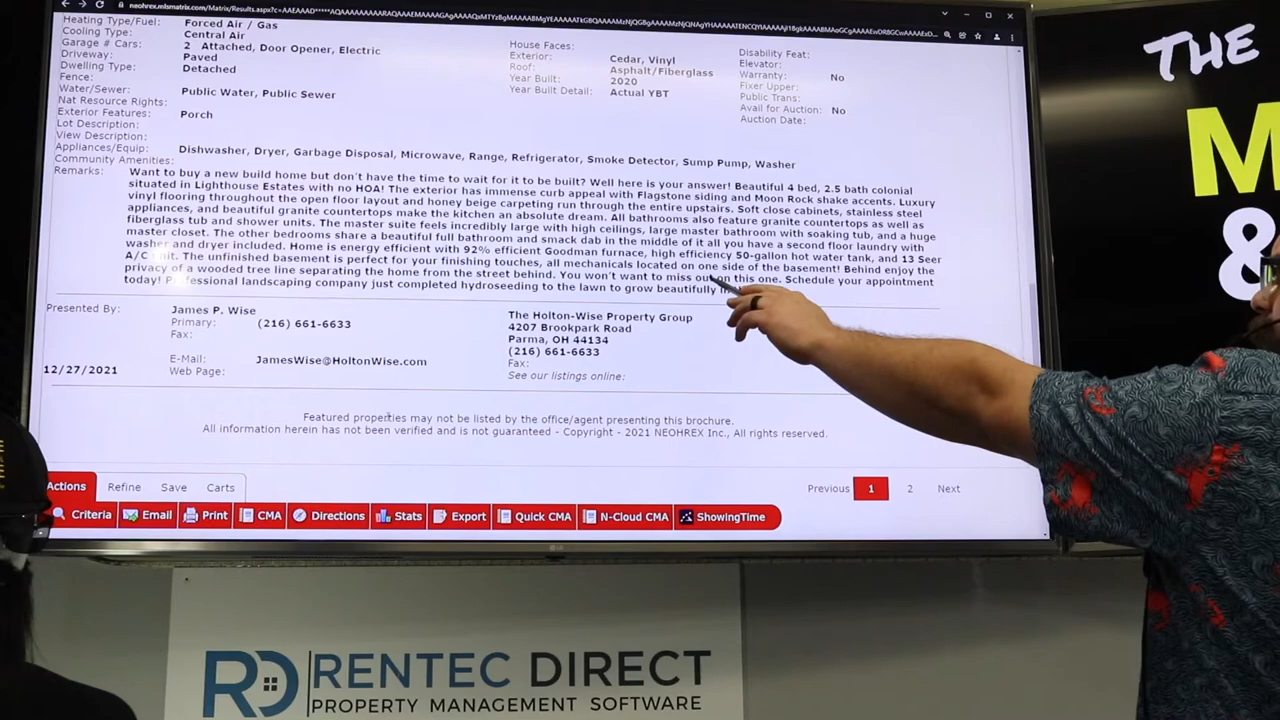 neohrex.mlsmatrix.com/Matrix/Results.aspx?c=
Heating Type/Fuel: Forced Air / Gas
Cooling Type: Central Air
Garage # Cars: 2 Attached, Door Opener, Electric
Driveway: Paved
Dwelling Type: Detached
Fence:
Water/Sewer: Public Water, Public Sewer
Nat Resource Rights:
Exterior Features: Porch
Lot Description:
View Description:
Appliances/Equip: Dishwasher, Dryer, Garbage Disposal, Microwave, Range, Refrigerator, Smoke Detector, Sump Pump, Washer
Community Amenities:
House Faces:
Exterior: Cedar, Vinyl
Roof: Asphalt/Fiberglass
Year Built: 2020
Year Built Detail: Actual YBT
Disability Feat:
Elevator:
Warranty: No
Fixer Upper:
Public Trans:
Avail for Auction: No
Auction Date:
Remarks: Want to buy a new build home but don't have the time to wait for it to be built? Well here is your answer! Beautiful 4 bed, 2.5 bath colonial
situated in Lighthouse Estates with no HOA! The exterior has immense curb appeal with Flagstone siding and Moon Rock shake accents. Luxury
vinyl flooring throughout the open floor layout and honey beige carpeting run through the entire upstairs. Soft close cabinets, stainless steel
appliances, and beautiful granite countertops make the kitchen an absolute dream. All bathrooms also feature granite countertops as well as
fiberglass tub and shower units. The master suite feels incredibly large with high ceilings, large master bathroom with soaking tub, and a huge
master closet. The other bedrooms share a beautiful full bathroom and smack dab in the middle of it all you have a second floor laundry with
washer and dryer included. Home is energy efficient with 92% efficient Goodman furnace, high efficiency 50-gallon hot water tank, and 13 Seer
A/C unit. The unfinished basement is perfect for your finishing touches, all mechanicals located on one side of the basement! Behind enjoy the
privacy of a wooded tree line separating the home from the street behind. You won't want to miss out on this one. Schedule your appointment
today! Professional landscaping company just completed hydroseeding to the lawn to grow beautifully
Presented By: James P. Wise
Primary: (216) 661-6633
Fax:
E-Mail: JamesWise@HoltonWise.com
Web Page:
12/27/2021
The Holton-Wise Property Group
4207 Brookpark Road
Parma, OH 44134
(216) 661-6633
Fax:
See our listings online:
Featured properties may not be listed by the office/agent presenting this brochure.
All information herein has not been verified and is not guaranteed - Copyright - 2021 NEOHREX Inc., All rights reserved.
Actions Refine Save Carts
Previous 1 2 Next
Criteria Email Print CMA Directions Stats Export Quick CMA N-Cloud CMA ShowingTime
THE
M
&
RD RENTEC DIRECT
PROPERTY MANAGEMENT SOFTWARE